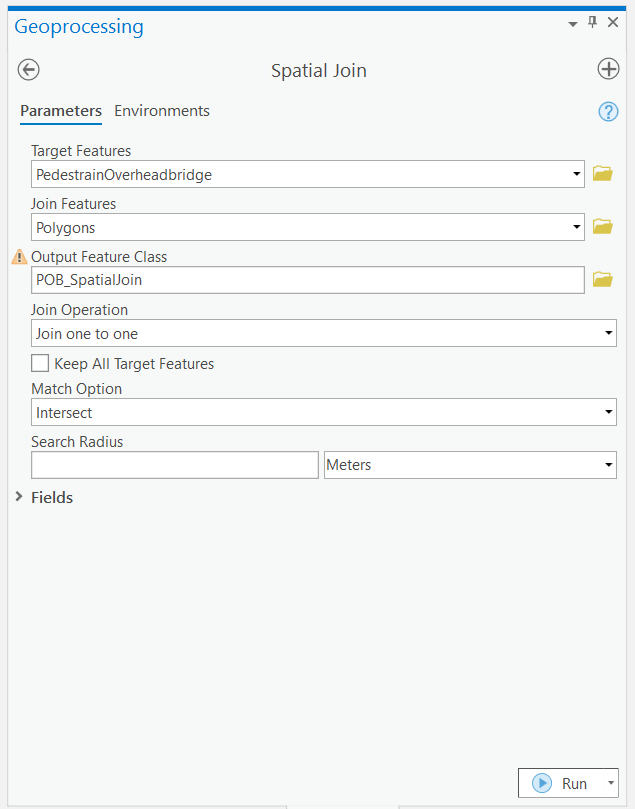 Geoprocessing
Spatial Join
Parameters Environments
Target Features
PedestrainOverheadbridge
Join Features
Polygons
Output Feature Class
POB_SpatialJoin
Join Operation
Join one to one
Keep All Target Features
Match Option
Intersect
Search Radius
Meters
Fields
Run